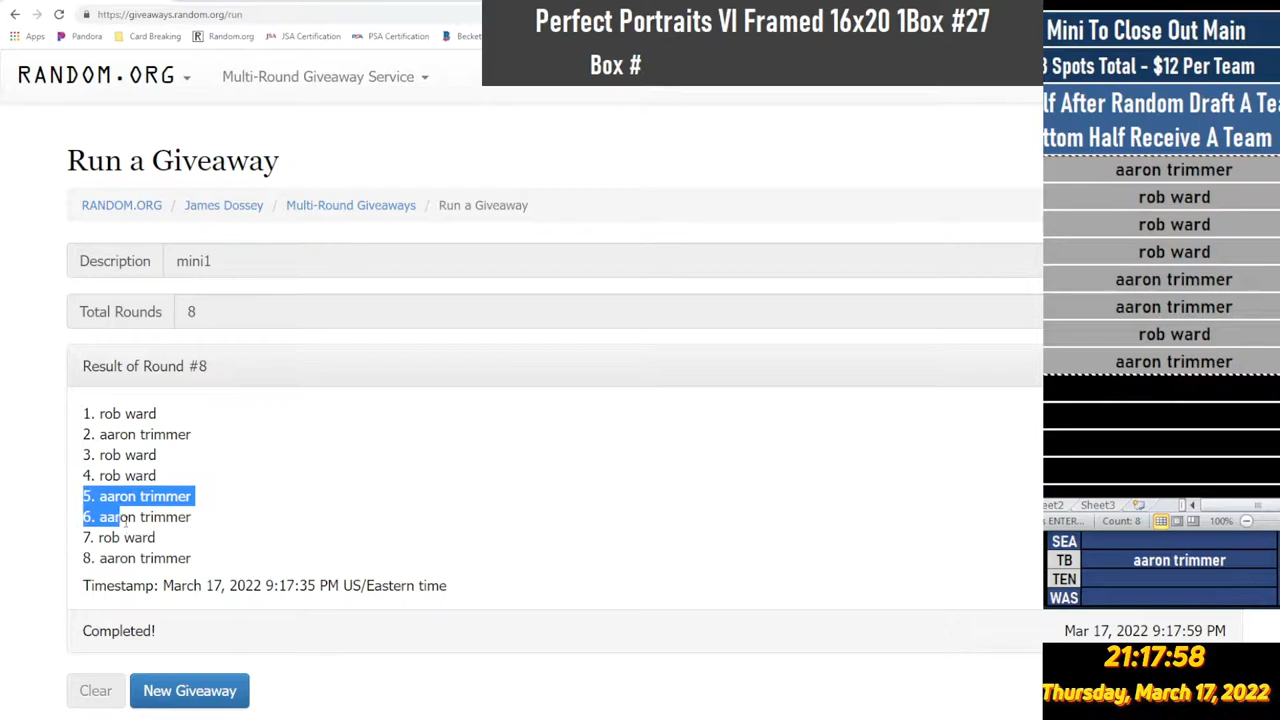 https://giveaways.random.org/run
Apps
Pandora
Card Breaking
Random.org
JSA Certification
PSA Certification
Becket
Perfect Portraits VI Framed 16x20 1Box #27
Box #
RANDOM.ORG
Multi-Round Giveaway Service
Run a Giveaway
RANDOM.ORG / James Dossey / Multi-Round Giveaways / Run a Giveaway
Description mini1
Total Rounds 8
Result of Round #8
1. rob ward
2. aaron trimmer
3. rob ward
4. rob ward
5. aaron trimmer
6. aaron trimmer
7. rob ward
8. aaron trimmer
Timestamp: March 17, 2022 9:17:35 PM US/Eastern time
Completed!
Clear
New Giveaway
Mini To Close Out Main
Spots Total - $12 Per Team
lf After Random Draft A Te
ttom Half Receive A Team
aaron trimmer
rob ward
rob ward
rob ward
aaron trimmer
aaron trimmer
rob ward
aaron trimmer
eet2 Sheet3
ENTER... Count: 8 100%
SEA
TB aaron trimmer
TEN
WAS
Mar 17, 2022 9:17:59 PM
21:17:58
Thursday, March 17, 2022